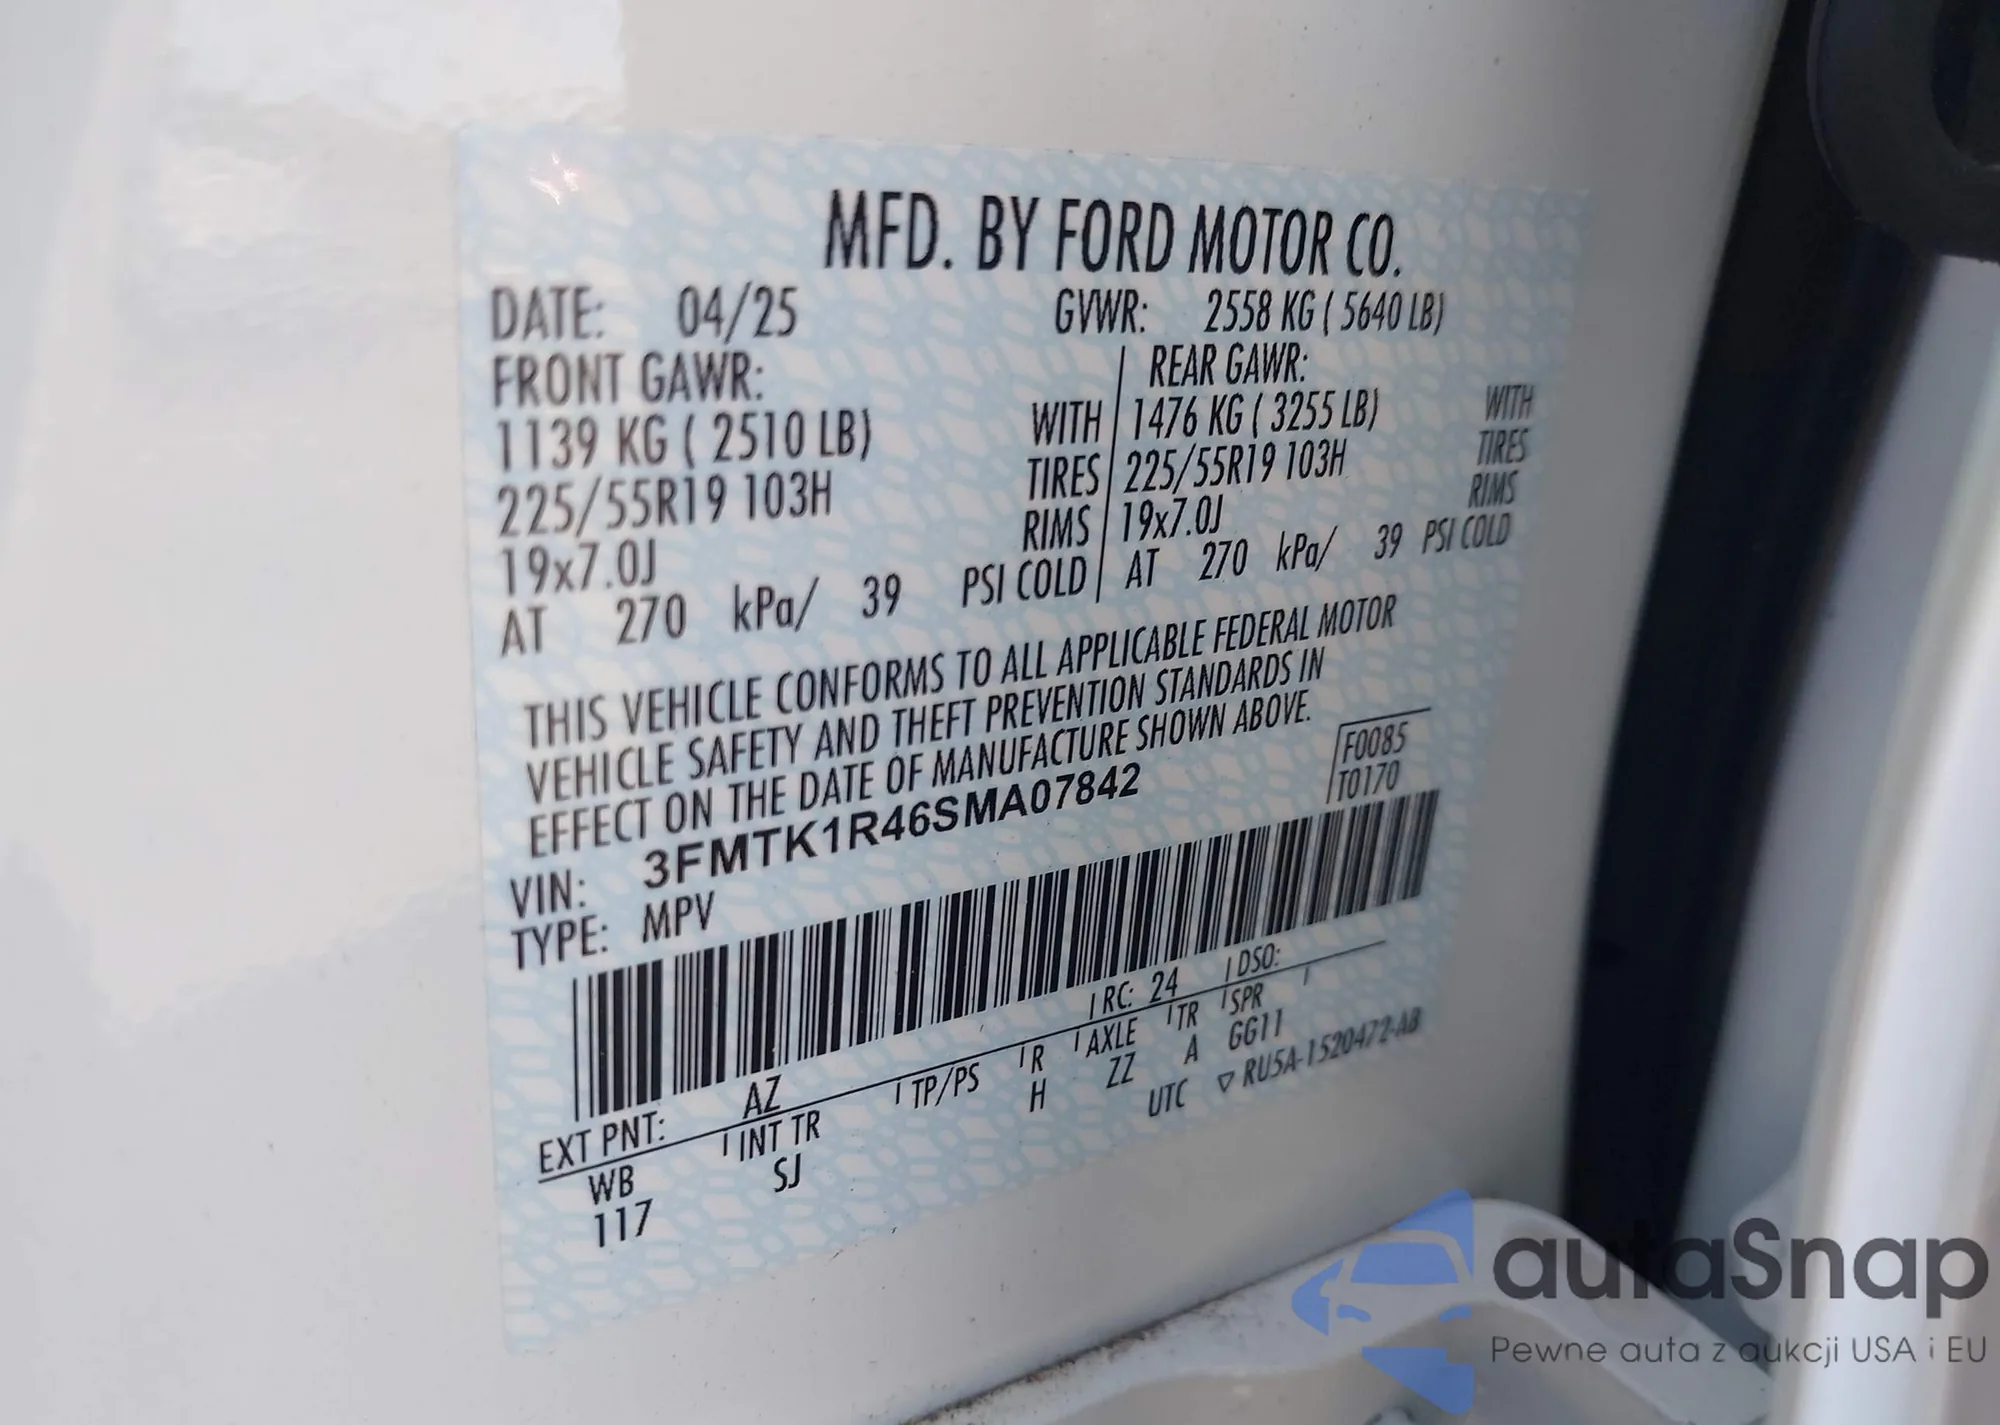 MFD. BY FORD MOTOR CO.
DATE: 04/25 GVWR: 2558 KG ( 5640 LB)
FRONT GAWR: REAR GAWR:
1139 KG ( 2510 LB) WITH 1476 KG ( 3255 LB) WITH
225/55R19 103H TIRES 225/55R19 103H TIRES
19x7.0J RIMS 19x7.0J RIMS
AT 270 kPa/ 39 PSI COLD AT 270 kPa/ 39 PSI COLD
THIS VEHICLE CONFORMS TO ALL APPLICABLE FEDERAL MOTOR
VEHICLE SAFETY AND THEFT PREVENTION STANDARDS IN
EFFECT ON THE DATE OF MANUFACTURE SHOWN ABOVE.
VIN: 3FMTK1R46SMA07842 F0085
TYPE: MPV T0170
EXT PNT: AZ RC: 24 DSO:
WB INT TR TP/PS R AXLE TR SPR
117 SJ H ZZ A GG11
UTC ▽ RU5A-1520472-AB
autaSnap
Pewne auta z aukcji USA i EU